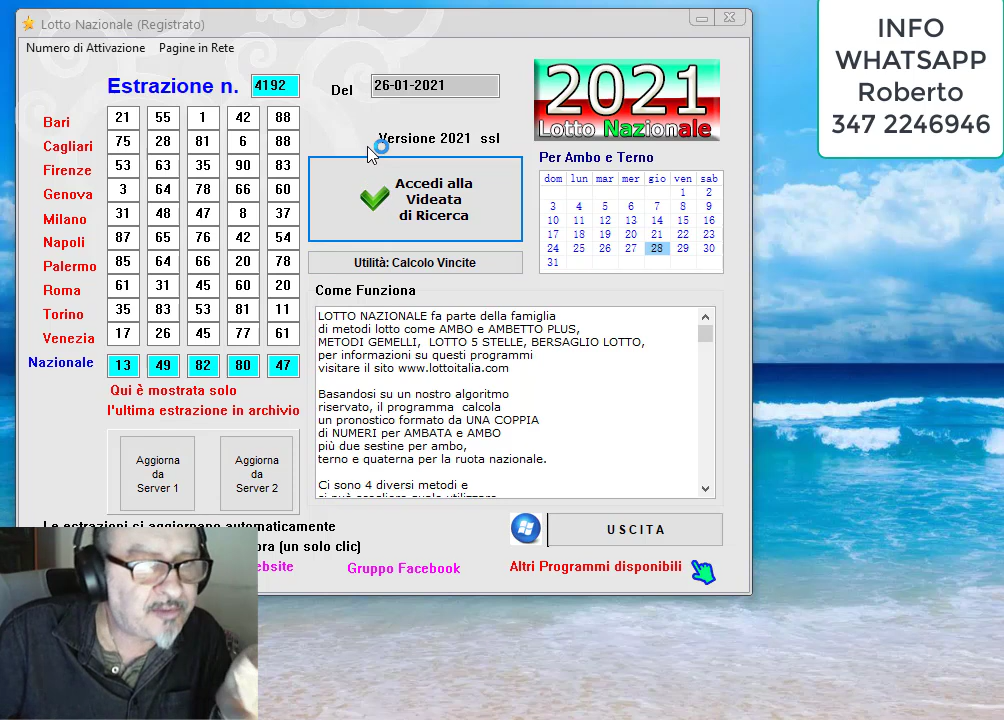 Lotto Nazionale (Registrato)
Numero di Attivazione Pagine in Rete
INFO
WHATSAPP
Roberto
347 2246946
Estrazione n. 4192 Del 26-01-2021
2021
Lotto Nazionale
Versione 2021 ssl
Bari 21 55 1 42 88
Cagliari 75 28 81 6 88
Firenze 53 63 35 90 83
Genova 3 64 78 66 60
Milano 31 48 47 8 37
Napoli 87 65 76 42 54
Palermo 85 64 66 20 78
Roma 61 31 45 60 20
Torino 35 83 53 81 11
Venezia 17 26 45 77 61
Nazionale 13 49 82 80 47
Qui è mostrata solo
l'ultima estrazione in archivio
Aggiorna
da
Server 1
Aggiorna
da
Server 2
Le estrazioni si aggiornano automaticamente
ora (un solo clic)
ebsite
Gruppo Facebook
Accedi alla
Videata
di Ricerca
Utilità: Calcolo Vincite
Per Ambo e Terno
dom lun mar mer gio ven sab
1 2
3 4 5 6 7 8 9
10 11 12 13 14 15 16
17 18 19 20 21 22 23
24 25 26 27 28 29 30
31
Come Funziona
LOTTO NAZIONALE fa parte della famiglia
di metodi lotto come AMBO e AMBETTO PLUS,
METODI GEMELLI, LOTTO 5 STELLE, BERSAGLIO LOTTO,
per informazioni su questi programmi
visitare il sito www.lottoitalia.com
Basandosi su un nostro algoritmo
riservato, il programma calcola
un pronostico formato da UNA COPPIA
di NUMERI per AMBATA e AMBO
più due sestine per ambo,
terno e quaterna per la ruota nazionale.
Ci sono 4 diversi metodi e
si può scegliere quale utilizzare
USCITA
Altri Programmi disponibili